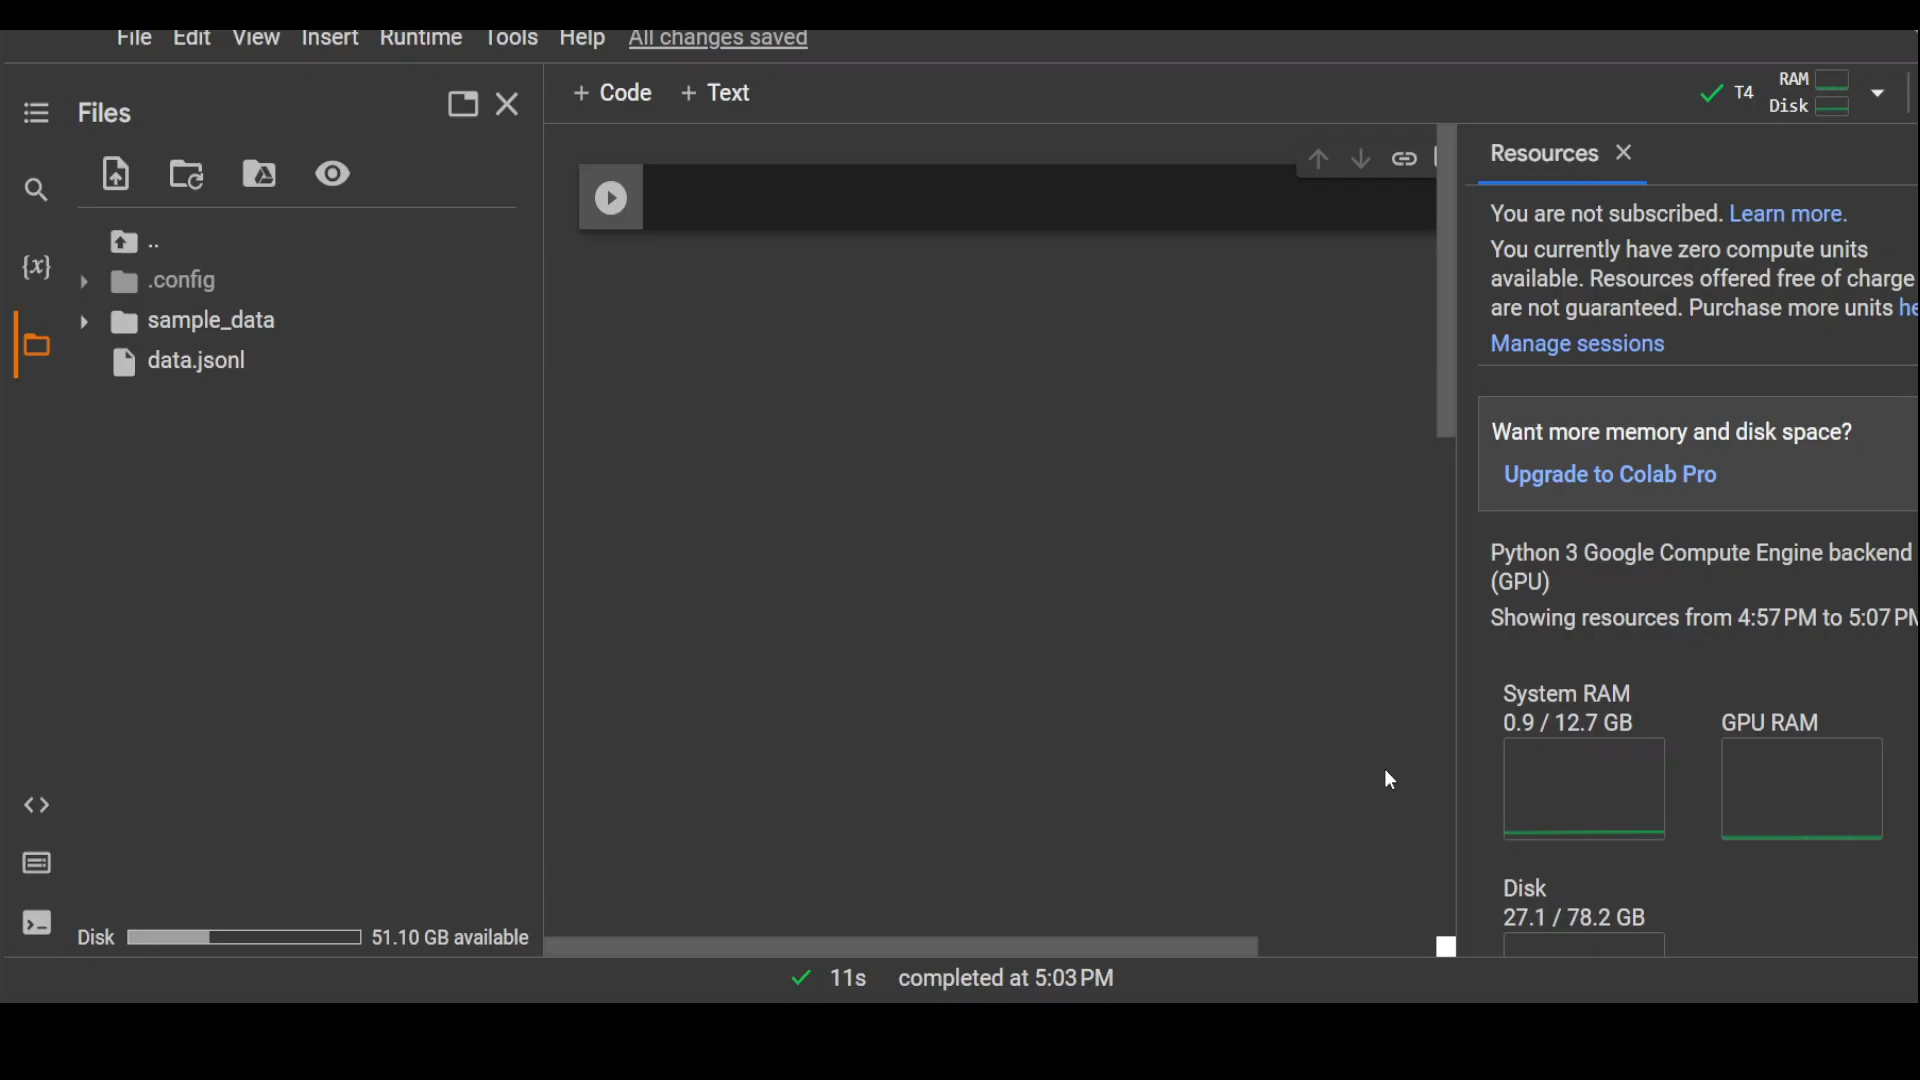 File Edit View Insert Runtime Tools Help All changes saved
Files
+ Code + Text
T4
RAM
Disk
..
.config
sample_data
data.jsonl
{x}
Disk 51.10 GB available
Resources
You are not subscribed. Learn more.
You currently have zero compute units
available. Resources offered free of charge
are not guaranteed. Purchase more units he
Manage sessions
Want more memory and disk space?
Upgrade to Colab Pro
Python 3 Google Compute Engine backend
(GPU)
Showing resources from 4:57 PM to 5:07 PM
System RAM
0.9 / 12.7 GB
GPU RAM
Disk
27.1 / 78.2 GB
11s completed at 5:03 PM